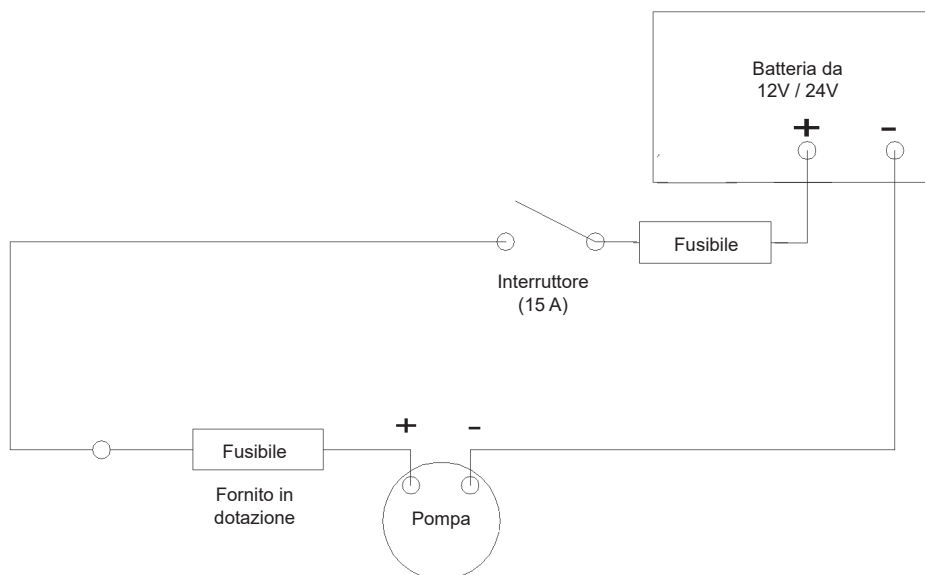 Batteria da
12V / 24V
+ -
Fusibile
Interruttore
(15 A)
+ -
Fusibile
Fornito in
dotazione
Pompa